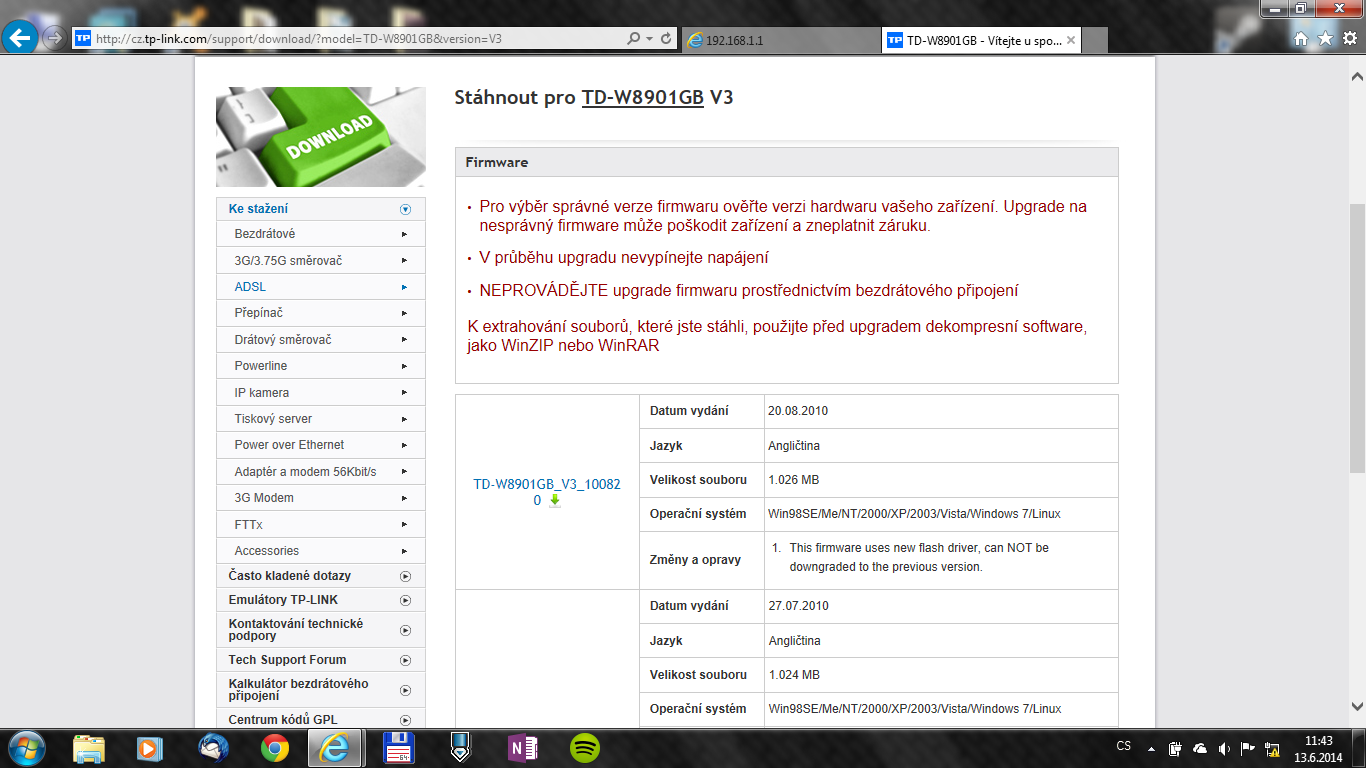 http://cz.tp-link.com/support/download/?model=TD-W8901GB&version=V3
192.168.1.1
TP TD-W8901GB - Vítejte u spo...
DOWNLOAD
Stáhnout pro TD-W8901GB V3
Firmware
• Pro výběr správné verze firmwaru ověřte verzi hardwaru vašeho zařízení. Upgrade na
nesprávný firmware může poškodit zařízení a zneplatnit záruku.
• V průběhu upgradu nevypínejte napájení
• NEPROVÁDĚJTE upgrade firmwaru prostřednictvím bezdrátového připojení
K extrahování souborů, které jste stáhli, použijte před upgradem dekompresní software,
jako WinZIP nebo WinRAR
Ke stažení
Bezdrátové
3G/3.75G směrovač
ADSL
Přepínač
Drátový směrovač
Powerline
IP kamera
Tiskový server
Power over Ethernet
Adaptér a modem 56Kbit/s
3G Modem
FTTx
Accessories
Často kladené dotazy
Emulátory TP-LINK
Kontaktování technické
podpory
Tech Support Forum
Kalkulátor bezdrátového
připojení
Centrum kódů GPL
TD-W8901GB_V3_10082
0
Datum vydání 20.08.2010
Jazyk Angličtina
Velikost souboru 1.026 MB
Operační systém Win98SE/Me/NT/2000/XP/2003/Vista/Windows 7/Linux
Změny a opravy 1. This firmware uses new flash driver, can NOT be
downgraded to the previous version.
Datum vydání 27.07.2010
Jazyk Angličtina
Velikost souboru 1.024 MB
Operační systém Win98SE/Me/NT/2000/XP/2003/Vista/Windows 7/Linux
CS
11:43
13.6.2014